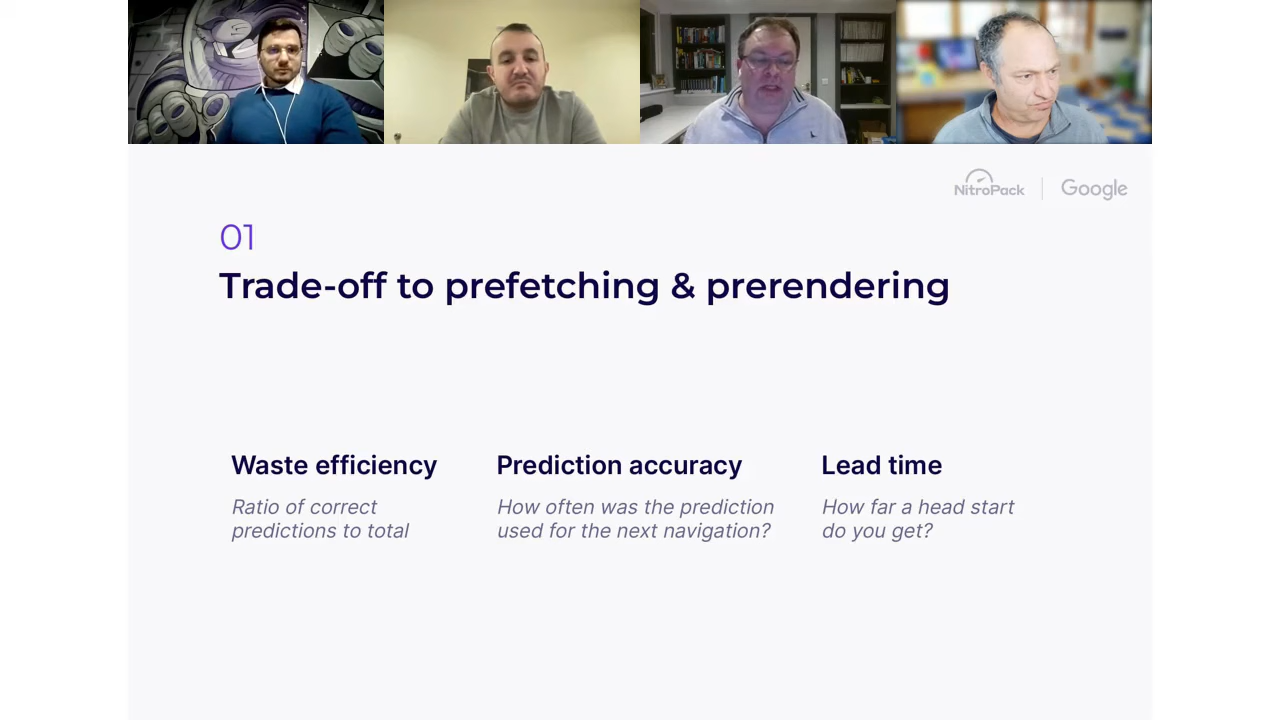 NitroPack
Google
01
Trade-off to prefetching & prerendering
Waste efficiency
Ratio of correct
predictions to total
Prediction accuracy
How often was the prediction
used for the next navigation?
Lead time
How far a head start
do you get?